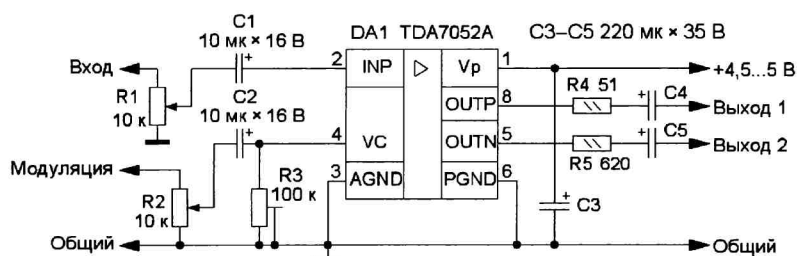 C1
10 мк × 16 В
DA1 TDA7052A
C3–C5 220 мк × 35 В
Вход
2
INP
▷
Vp
1
+4,5...5 В
R1
10 к
C2
10 мк × 16 В
OUTP
8
R4 51
C4
Выход 1
4
VC
OUTN
5
C5
Выход 2
R5 620
Модуляция
R3
100 к
3
AGND
PGND
6
R2
10 к
C3
Общий
Общий